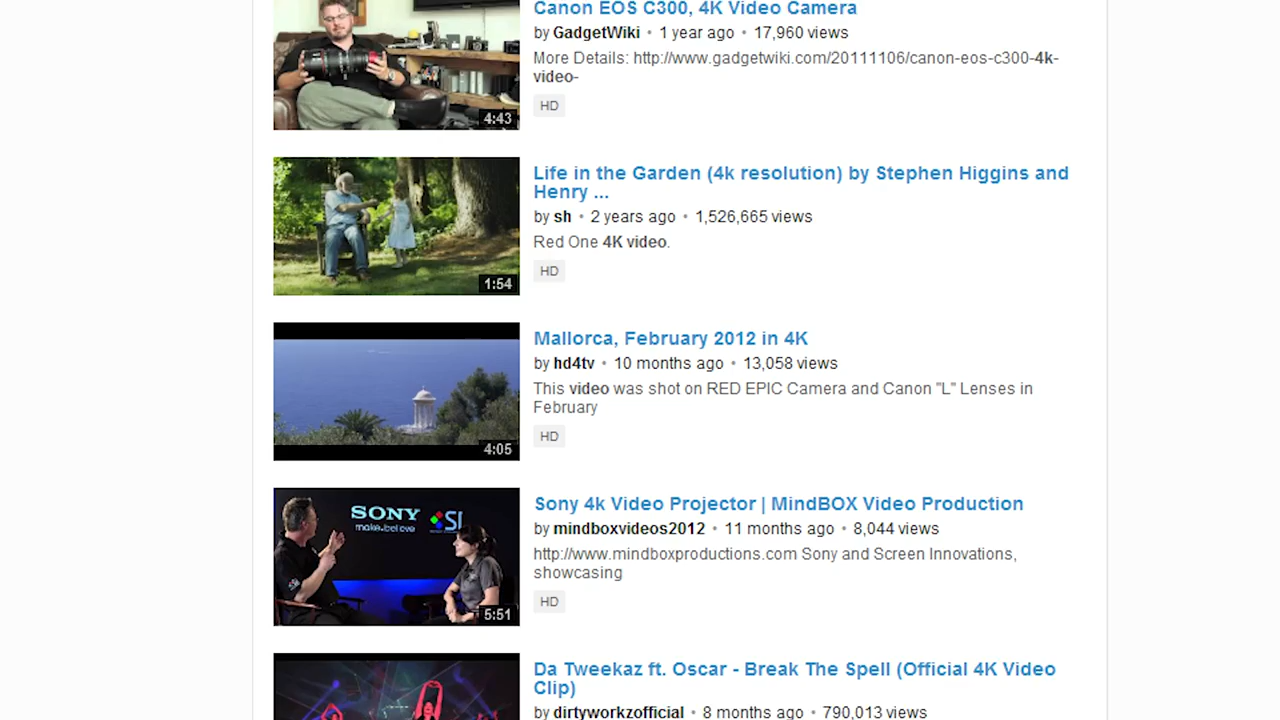 Canon EOS C300, 4K Video Camera
by GadgetWiki • 1 year ago • 17,960 views
More Details: http://www.gadgetwiki.com/20111106/canon-eos-c300-4k-
video-
HD
4:43
Life in the Garden (4k resolution) by Stephen Higgins and
Henry ...
by sh • 2 years ago • 1,526,665 views
Red One 4K video.
HD
1:54
Mallorca, February 2012 in 4K
by hd4tv • 10 months ago • 13,058 views
This video was shot on RED EPIC Camera and Canon "L" Lenses in
February
HD
4:05
Sony 4k Video Projector | MindBOX Video Production
by mindboxvideos2012 • 11 months ago • 8,044 views
http://www.mindboxproductions.com Sony and Screen Innovations,
showcasing
HD
SONY
make.believe
SI
5:51
Da Tweekaz ft. Oscar - Break The Spell (Official 4K Video
Clip)
by dirtyworkzofficial • 8 months ago • 790,013 views